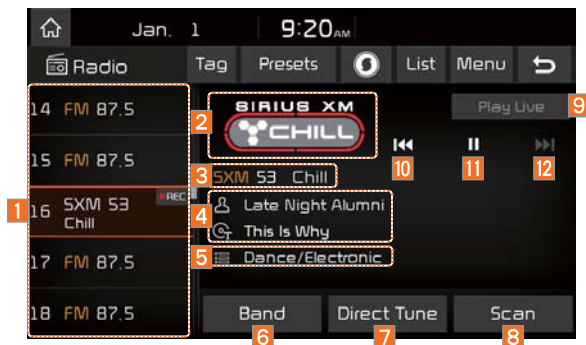 Jan. 1 9:20AM
Radio Tag Presets List Menu
14 FM 87.5
15 FM 87.5
16 SXM 53 REC
Chill
17 FM 87.5
18 FM 87.5
1
2
SIRIUS XM
CHILL
3
SXM 53 Chill
4
Late Night Alumni
This Is Why
5
Dance/Electronic
Play Live 9
10 11 12
Band Direct Tune Scan
6 7 8